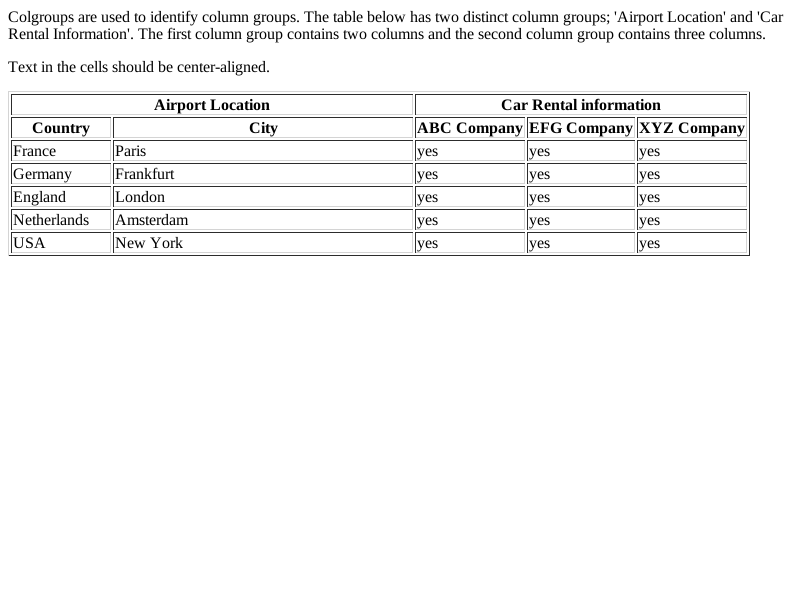 Colgroups are used to identify column groups. The table below has two distinct column groups; 'Airport Location' and 'Car
Rental Information'. The first column group contains two columns and the second column group contains three columns.
Text in the cells should be center-aligned.
Airport Location Car Rental information
Country City ABC Company EFG Company XYZ Company
France Paris yes yes yes
Germany Frankfurt yes yes yes
England London yes yes yes
Netherlands Amsterdam yes yes yes
USA New York yes yes yes